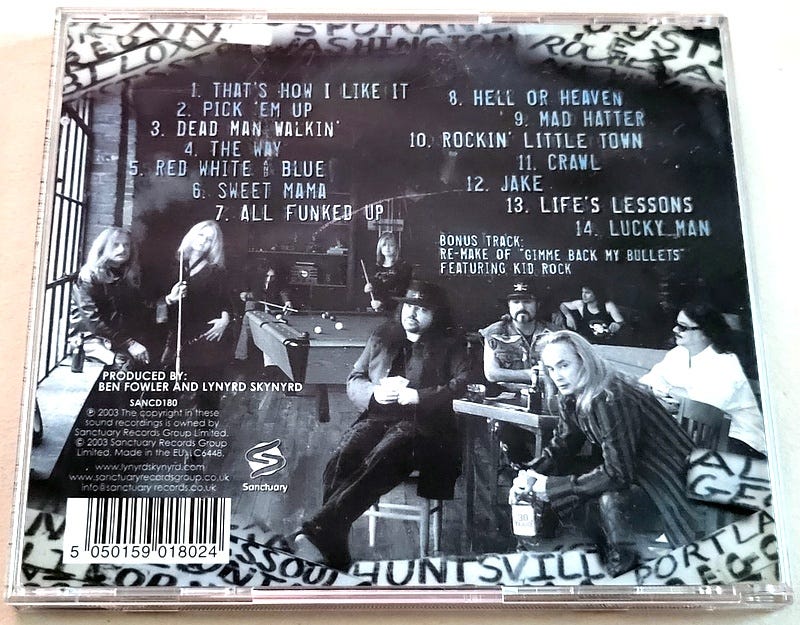 SPOKANE
BILOXI
WASHINGTON
1. THAT'S HOW I LIKE IT
2. PICK 'EM UP
3. DEAD MAN WALKIN'
4. THE WAY
5. RED WHITE & BLUE
6. SWEET MAMA
7. ALL FUNKED UP
8. HELL OR HEAVEN
9. MAD HATTER
10. ROCKIN' LITTLE TOWN
11. CRAWL
12. JAKE
13. LIFE'S LESSONS
14. LUCKY MAN
BONUS TRACK:
RE-MAKE OF "GIMME BACK MY BULLETS"
FEATURING KID ROCK
PRODUCED BY:
BEN FOWLER AND LYNYRD SKYNYRD
SANCD180
℗ 2003 The copyright in these
sound recordings is owned by
Sanctuary Records Group Limited.
© 2003 Sanctuary Records Group
Limited. Made in the EU. LC6448.
www.lynyrdskynyrd.com
www.sanctuaryrecordsgroup.co.uk
info@sanctuaryrecords.co.uk
Sanctuary
5 050159 018024
HUNTSVILL
PORTLA